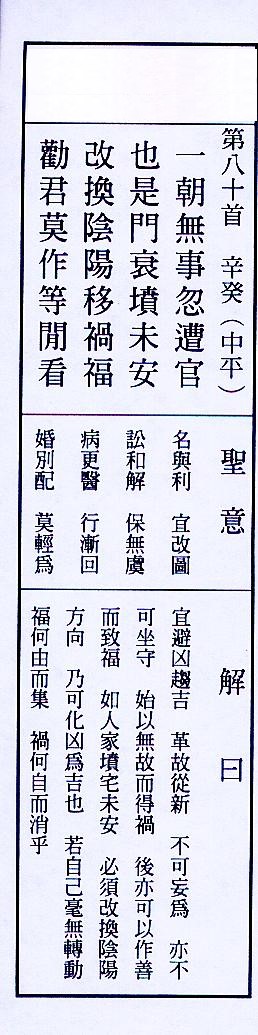 第八十首 辛癸（中平）
一朝無事忽遭官
也是門衰墳未安
改換陰陽移禍福
勸君莫作等閒看
聖意
名與利 宜改圖
訟和解 保無虞
病更醫 行漸回
婚別配 莫輕為
解曰
宜避凶趨吉 革故從新 不可妄為 亦不
可坐守 始以無故而得禍 後亦可以作善
而致福 如人家墳宅未安 必須改換陰陽
方向 乃可化凶為吉也 若自己毫無轉動
福何由而集 禍何自而消乎